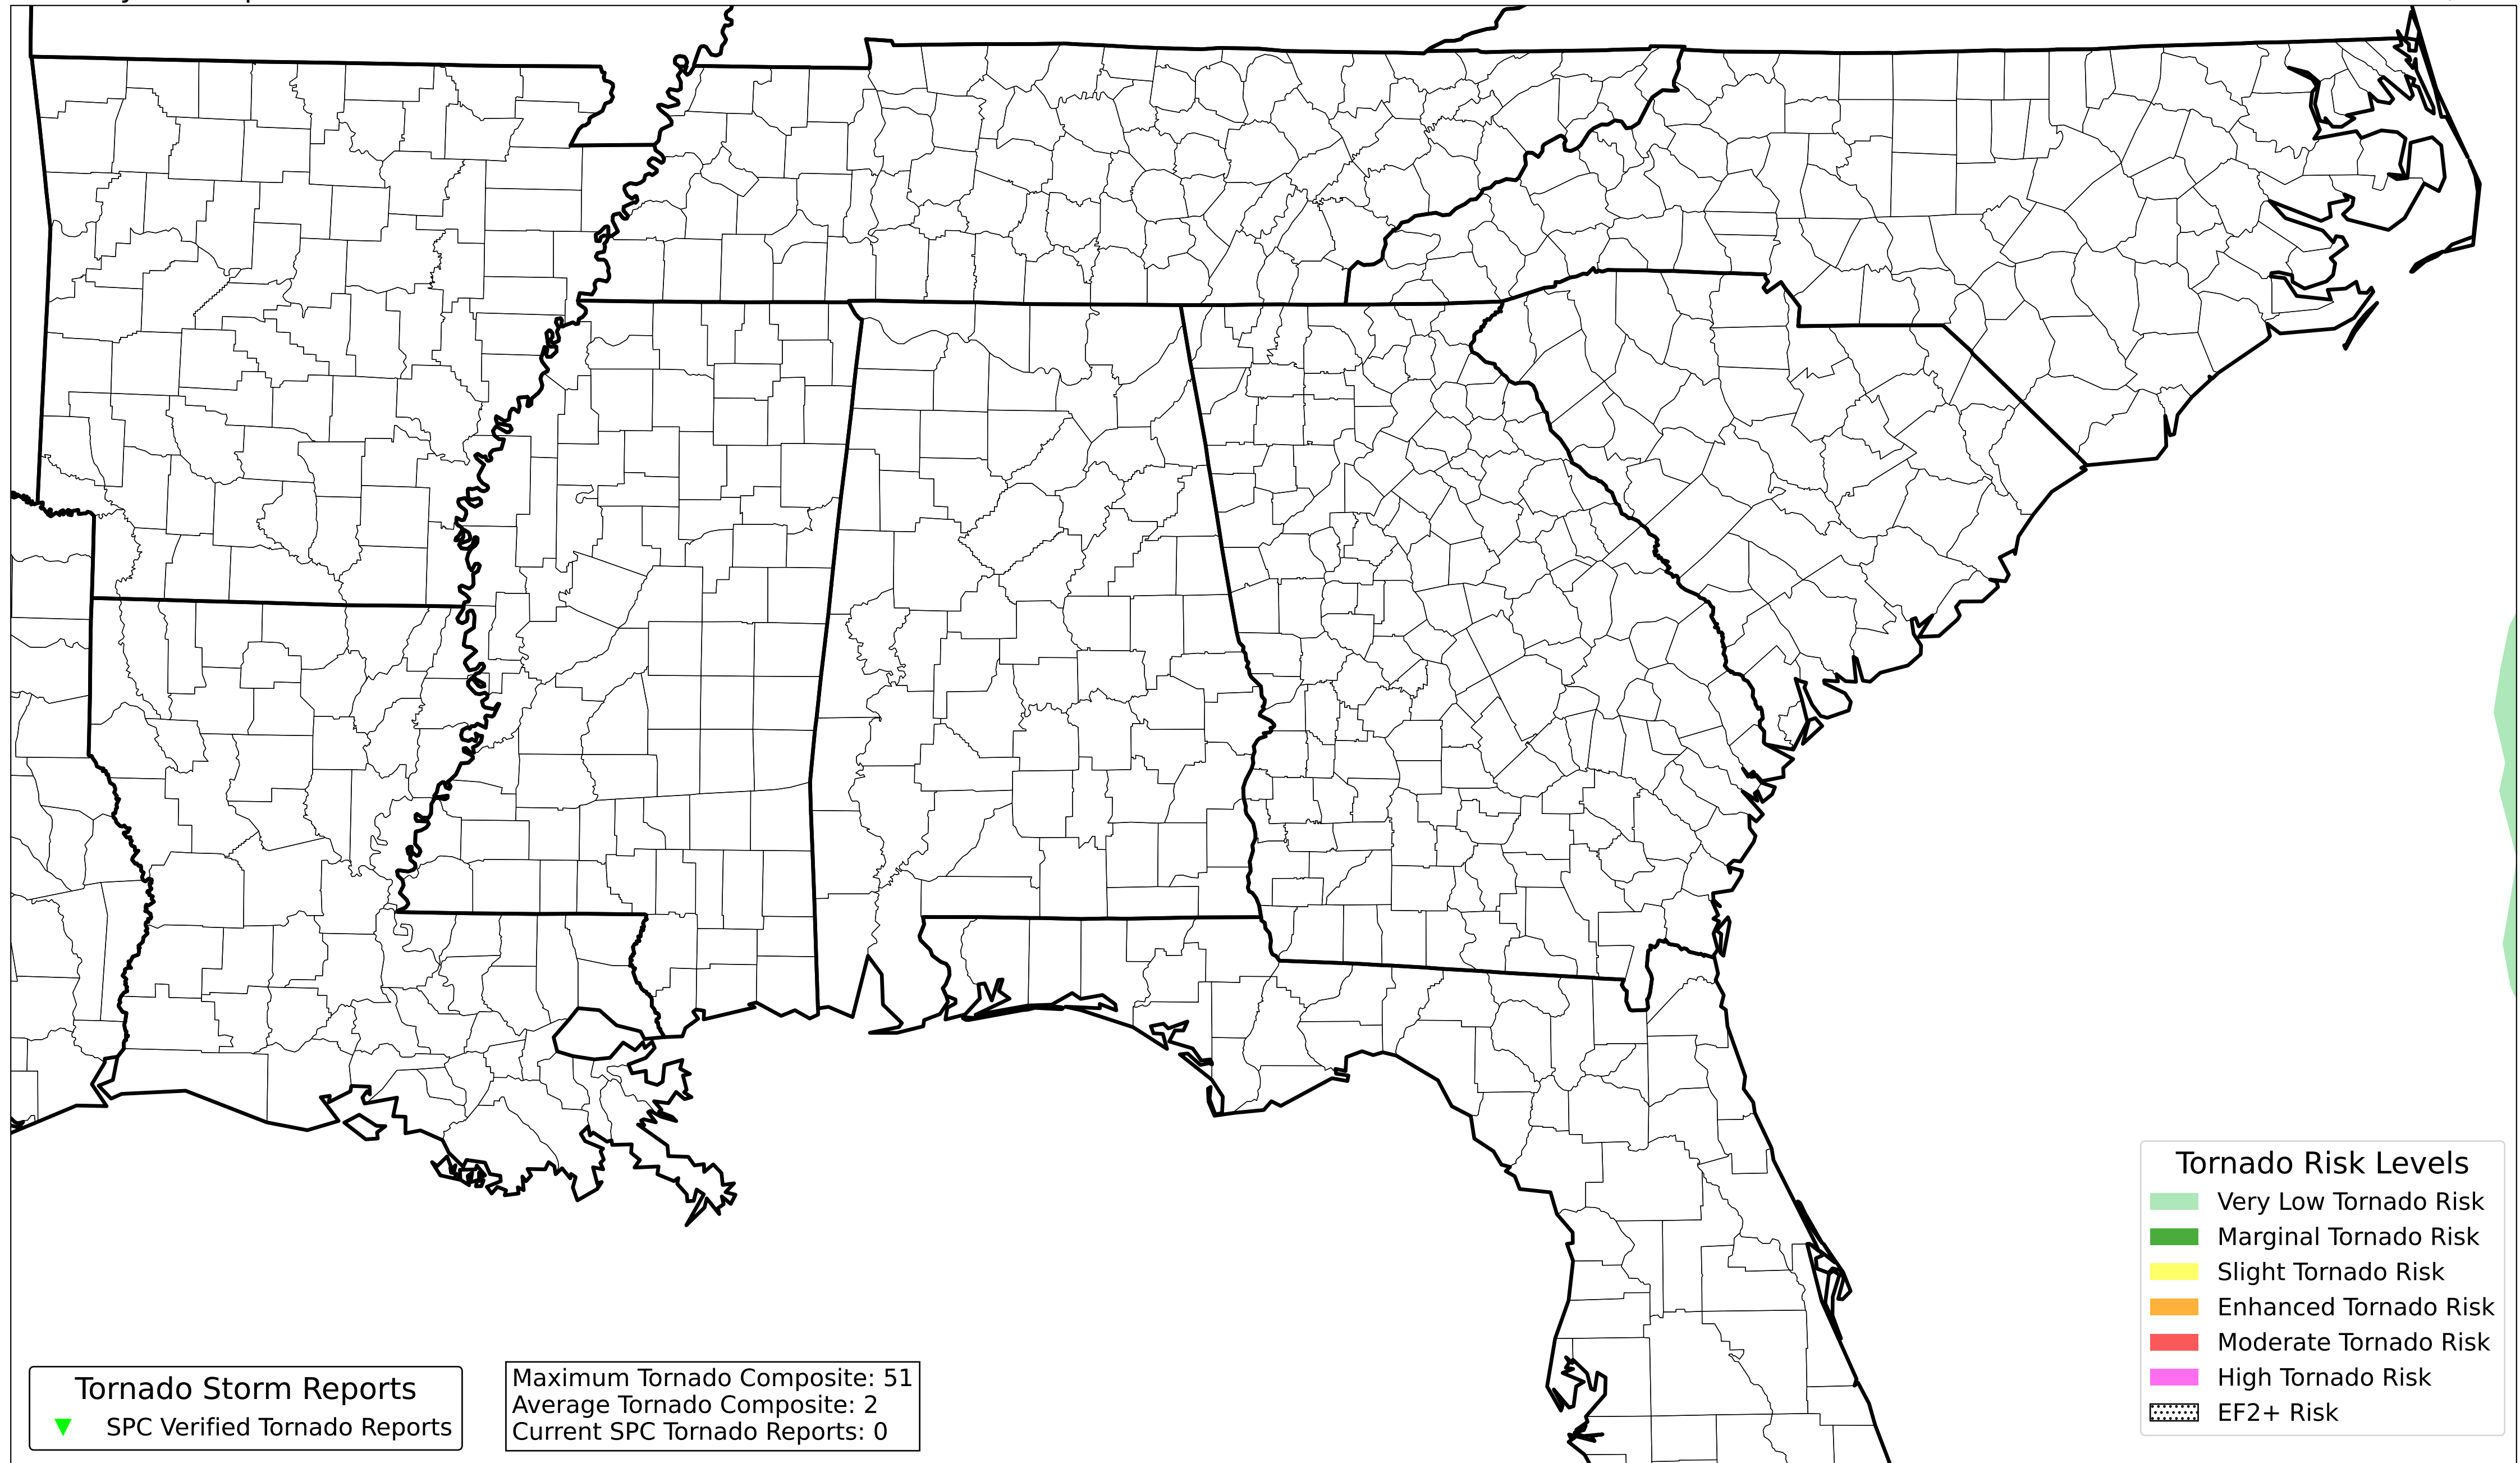 Tornado Risk Levels
Very Low Tornado Risk
Marginal Tornado Risk
Slight Tornado Risk
Enhanced Tornado Risk
Moderate Tornado Risk
High Tornado Risk
EF2+ Risk
Tornado Storm Reports
SPC Verified Tornado Reports
Maximum Tornado Composite: 51
Average Tornado Composite: 2
Current SPC Tornado Reports: 0